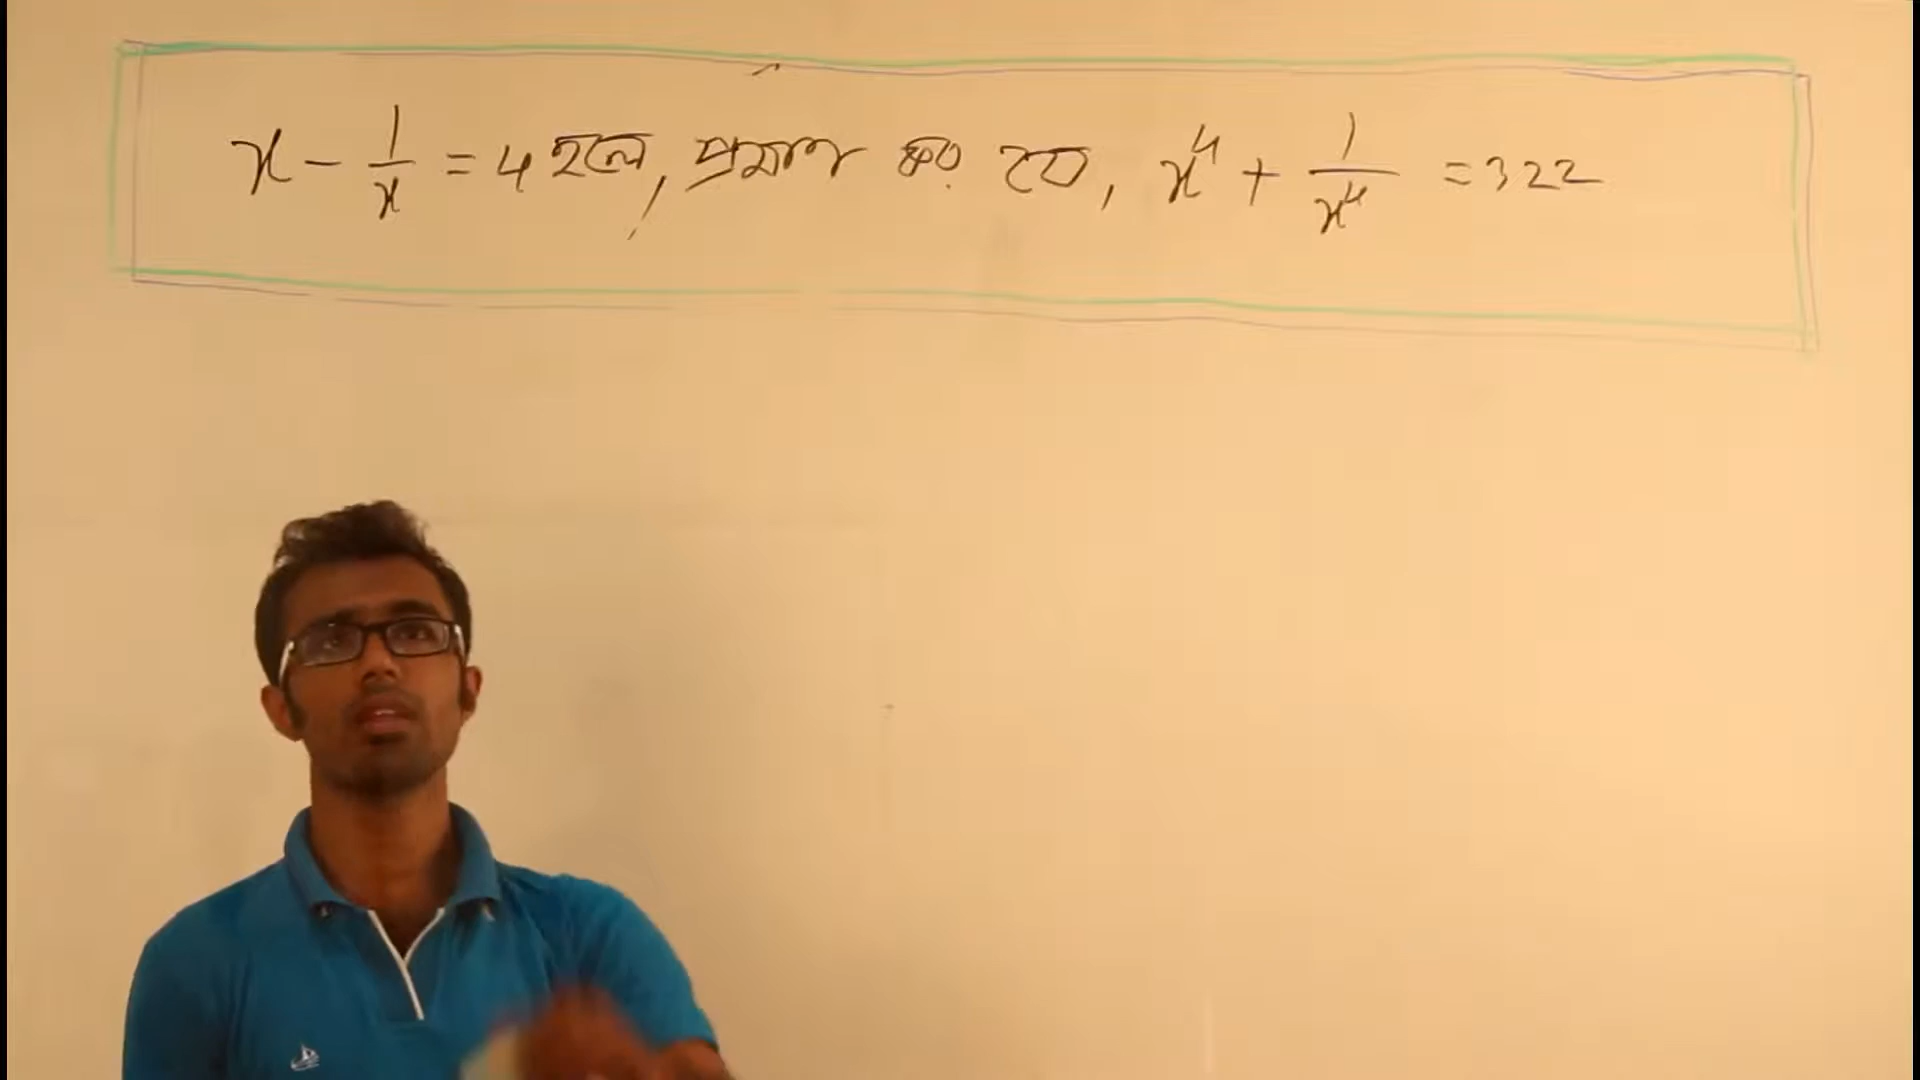 x - 1/x = 4 হলে, প্রমাণ কর যে, x⁴ + 1/x⁴ = 322